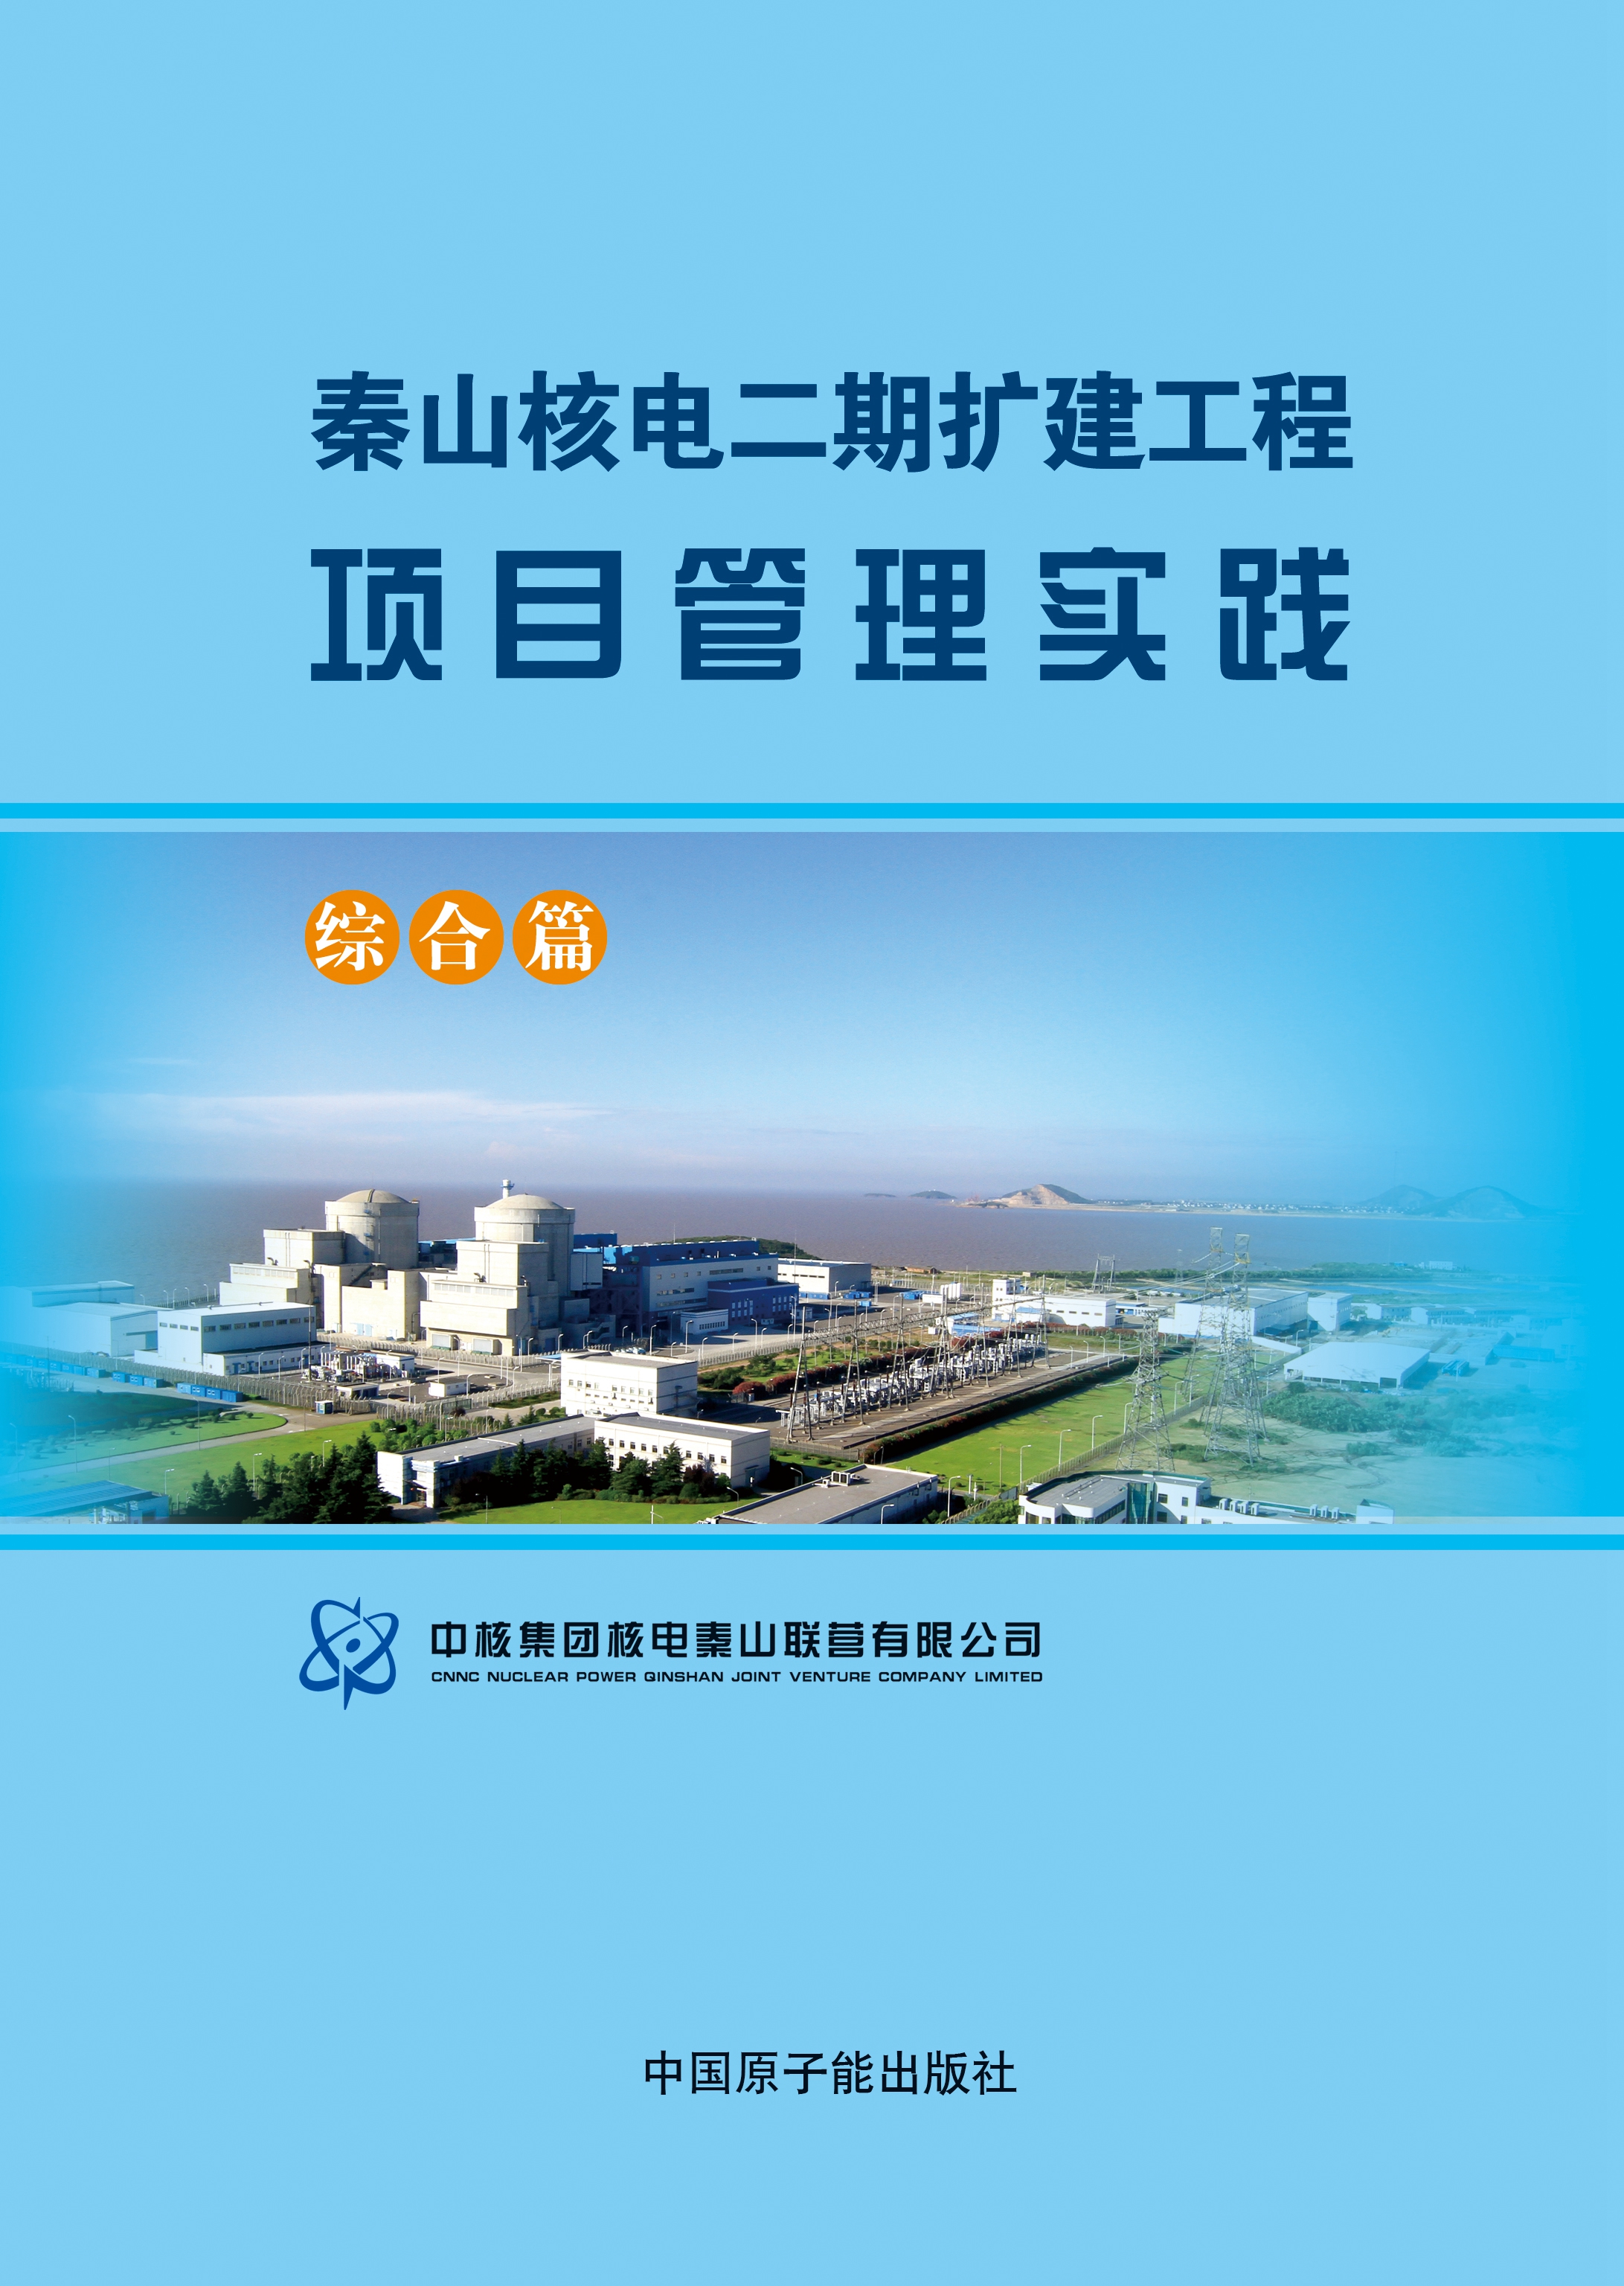 秦山核电二期扩建工程
项目管理实践
综合篇
中核集团核电秦山联营有限公司
CNNC NUCLEAR POWER QINSHAN JOINT VENTURE COMPANY LIMITED
中国原子能出版社